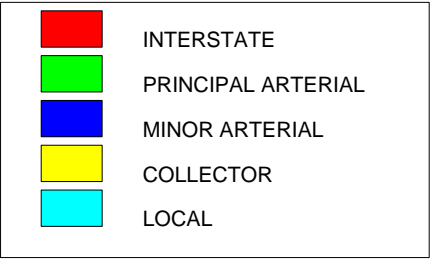 INTERSTATE
PRINCIPAL ARTERIAL
MINOR ARTERIAL
COLLECTOR
LOCAL